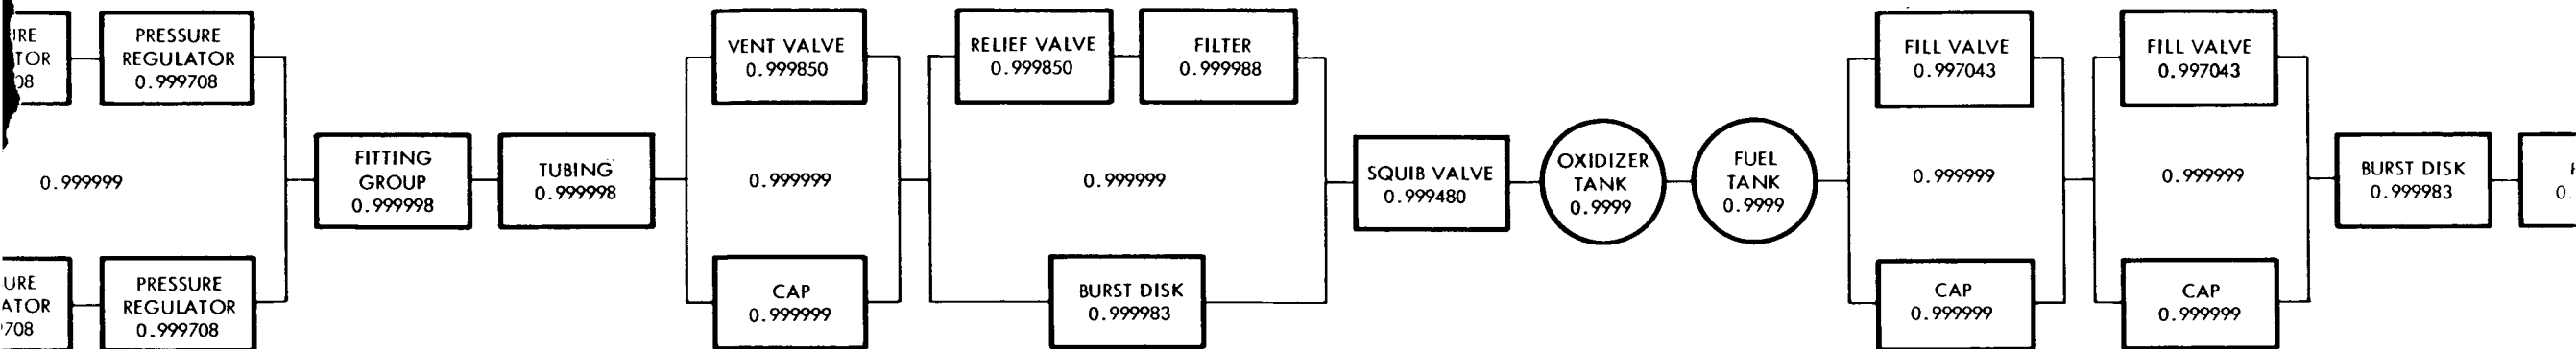 PRESSURE
REGULATOR
0.999708
0.999999
PRESSURE
REGULATOR
0.999708
FITTING
GROUP
0.999998
TUBING
0.999998
VENT VALVE
0.999850
0.999999
CAP
0.999999
RELIEF VALVE
0.999850
FILTER
0.999988
0.999999
BURST DISK
0.999983
SQUIB VALVE
0.999480
OXIDIZER
TANK
0.9999
FUEL
TANK
0.9999
FILL VALVE
0.997043
0.999999
CAP
0.999999
FILL VALVE
0.997043
0.999999
CAP
0.999999
BURST DISK
0.999983